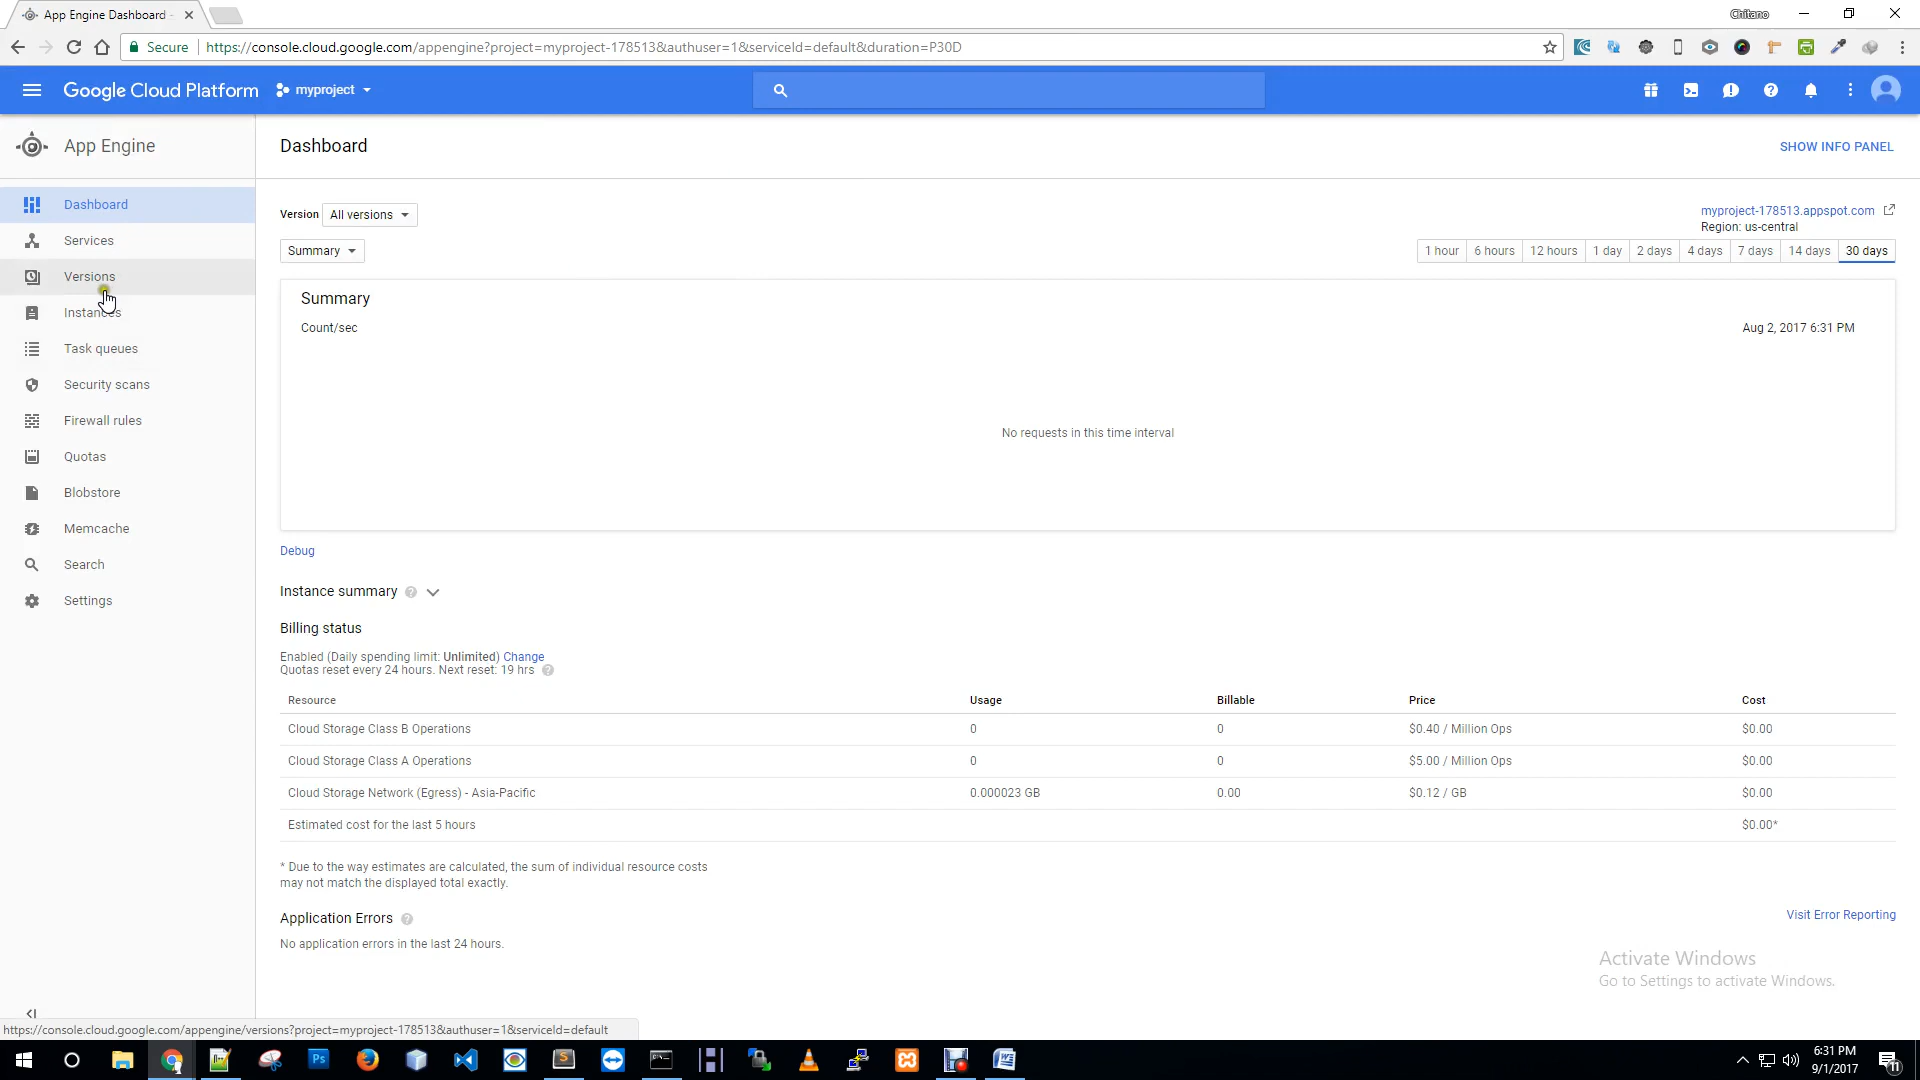 App Engine Dashboard -
Chitano
Secure
https://console.cloud.google.com/appengine?project=myproject-178513&authuser=1&serviceId=default&duration=P30D
Google Cloud Platform
myproject
App Engine
Dashboard
SHOW INFO PANEL
Dashboard
Services
Versions
Instances
Task queues
Security scans
Firewall rules
Quotas
Blobstore
Memcache
Search
Settings
Version
All versions
myproject-178513.appspot.com
Region: us-central
Summary
1 hour
6 hours
12 hours
1 day
2 days
4 days
7 days
14 days
30 days
Summary
Count/sec
Aug 2, 2017 6:31 PM
No requests in this time interval
Debug
Instance summary
Billing status
Enabled (Daily spending limit: Unlimited) Change
Quotas reset every 24 hours. Next reset: 19 hrs
Resource Usage Billable Price Cost
Cloud Storage Class B Operations 0 0 $0.40 / Million Ops $0.00
Cloud Storage Class A Operations 0 0 $5.00 / Million Ops $0.00
Cloud Storage Network (Egress) - Asia-Pacific 0.000023 GB 0.00 $0.12 / GB $0.00
Estimated cost for the last 5 hours $0.00*
* Due to the way estimates are calculated, the sum of individual resource costs
may not match the displayed total exactly.
Application Errors
Visit Error Reporting
No application errors in the last 24 hours.
Activate Windows
Go to Settings to activate Windows.
https://console.cloud.google.com/appengine/versions?project=myproject-178513&authuser=1&serviceId=default
6:31 PM
9/1/2017
11